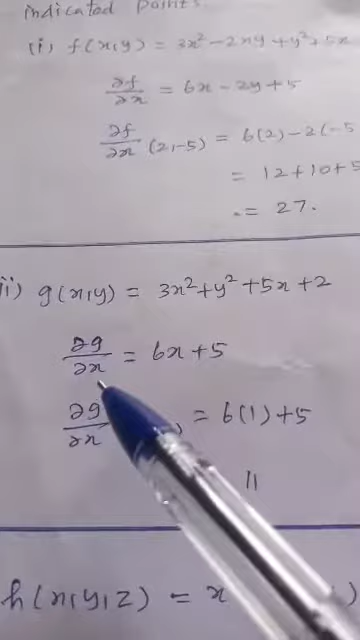 indicated points.
(i) f(x,y) = 3x² - 2xy + y² + 5x
∂f/∂x = 6x - 2y + 5
∂f/∂x (2,-5) = 6(2) - 2(-5
= 12 + 10 + 5
= 27.
ii) g(x,y) = 3x² + y² + 5x + 2
∂g/∂x = 6x + 5
∂g/∂x ) = 6(1) + 5
11
h(x,y,z) = x )